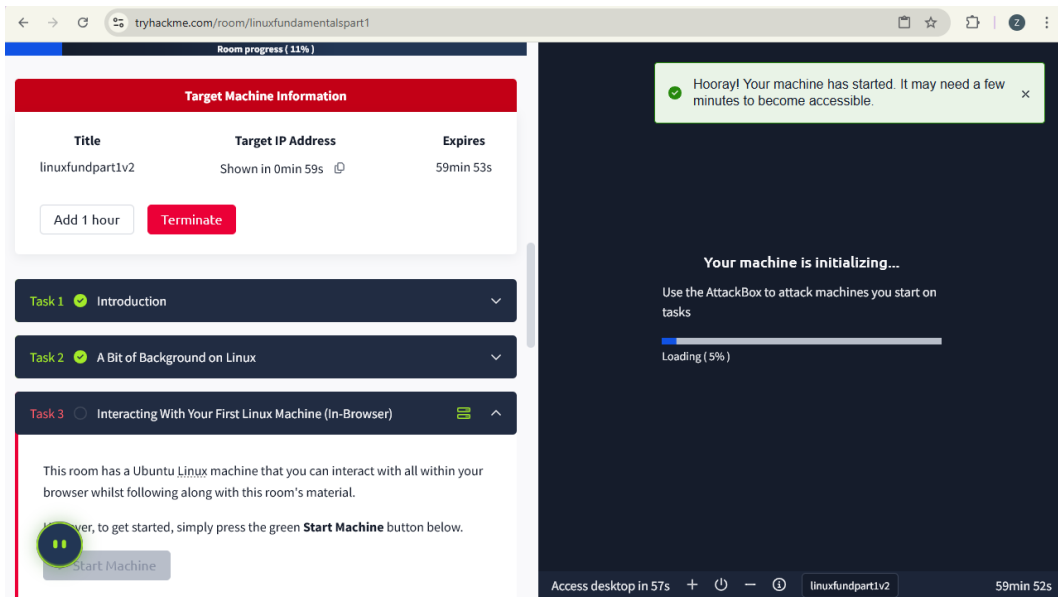 tryhackme.com/room/linuxfundamentalspart1
Z
Room progress ( 11% )
Target Machine Information
Title
Target IP Address
Expires
linuxfundpart1v2
Shown in 0min 59s
59min 53s
Add 1 hour
Terminate
Task 1
Introduction
Task 2
A Bit of Background on Linux
Task 3
Interacting With Your First Linux Machine (In-Browser)
This room has a Ubuntu Linux machine that you can interact with all within your
browser whilst following along with this room's material.
to get started, simply press the green Start Machine button below.
Start Machine
Hooray! Your machine has started. It may need a few
minutes to become accessible.
Your machine is initializing...
Use the AttackBox to attack machines you start on
tasks
Loading ( 5% )
Access desktop in 57s
linuxfundpart1v2
59min 52s